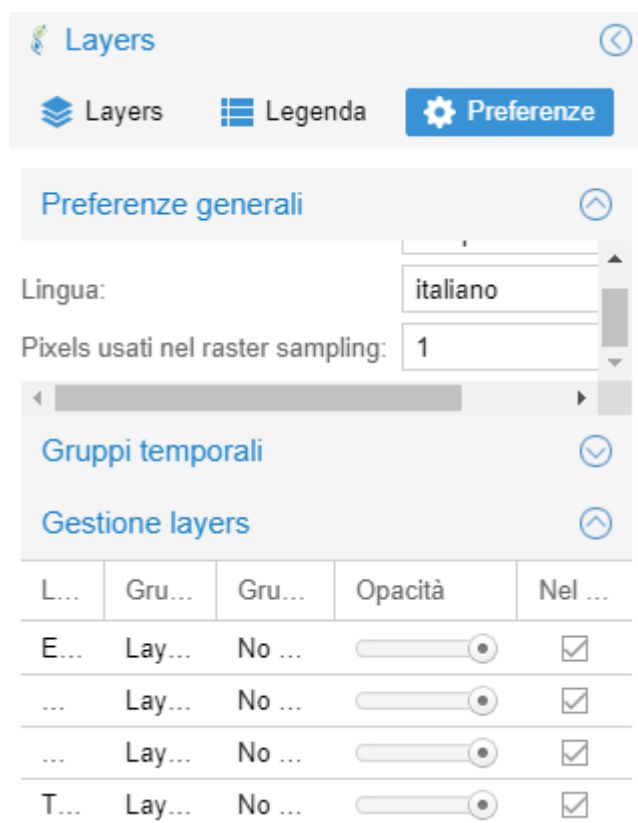 Layers
Layers Legenda Preferenze
Preferenze generali
Lingua: italiano
Pixels usati nel raster sampling: 1
Gruppi temporali
Gestione layers
L... Gru... Gru... Opacità Nel ...
E... Lay... No ...
... Lay... No ...
... Lay... No ...
T... Lay... No ...